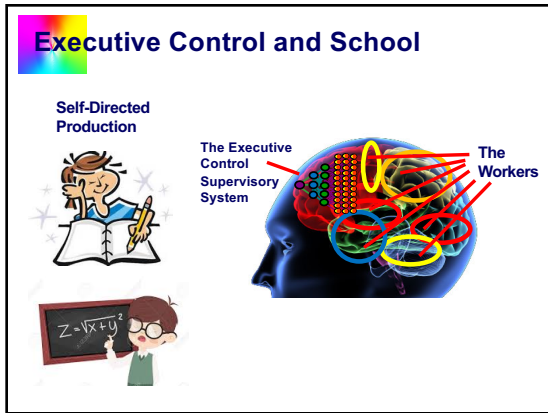 Executive Control and School
Self-Directed
Production
The Executive
Control
Supervisory
System
The
Workers
Z=√x+y²